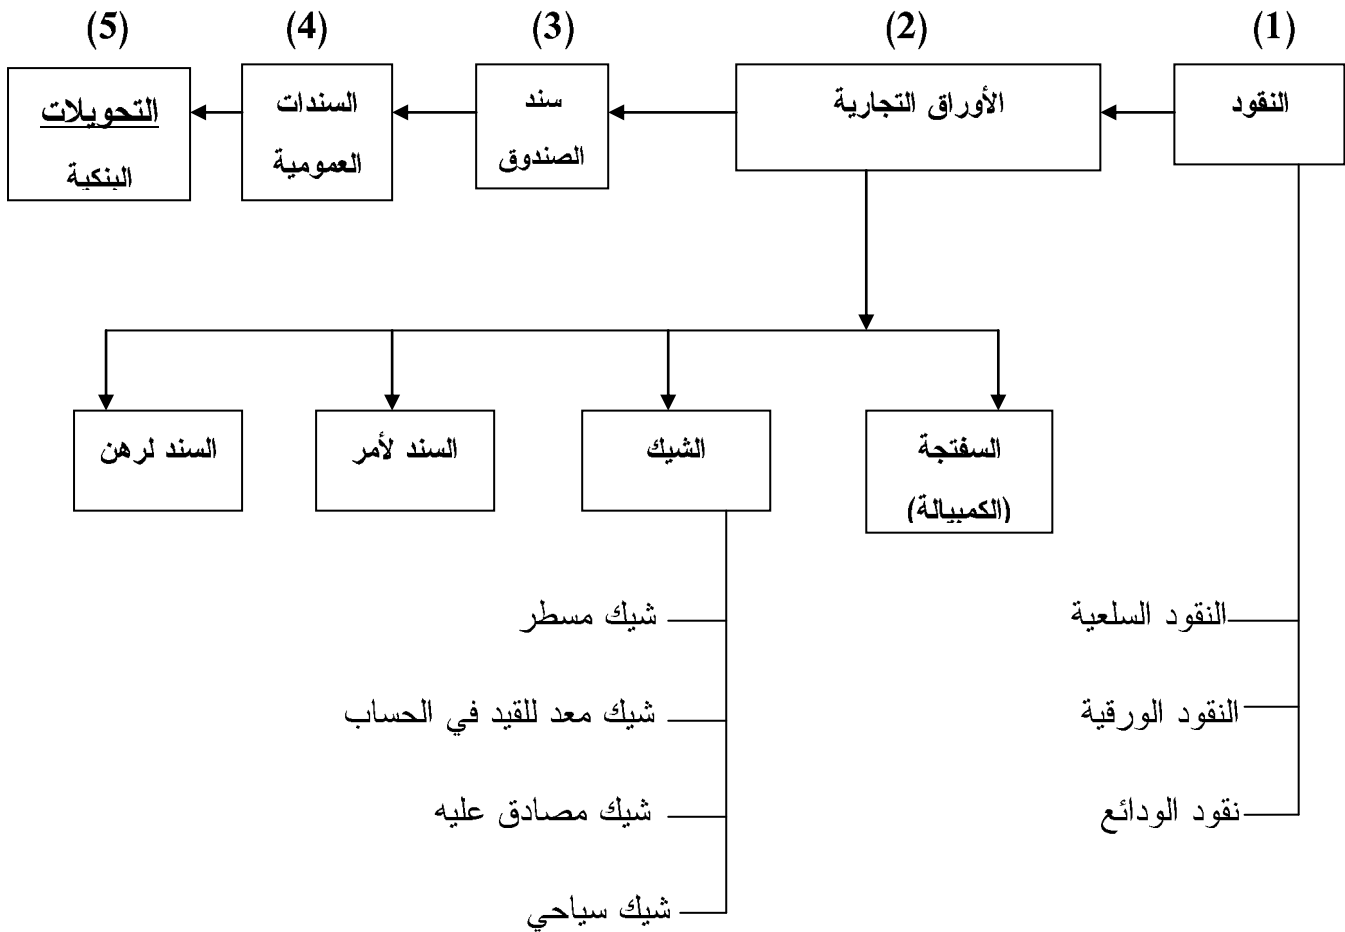 (1)
(2)
(3)
(4)
(5)
النقود
الأوراق التجارية
سند
الصندوق
السندات
العمومية
التحويلات
البنكية
السفتجة
(الكمبيالة)
الشيك
السند لأمر
السند لرهن
النقود السلعية
النقود الورقية
نقود الودائع
شيك مسطر
شيك معد للقيد في الحساب
شيك مصادق عليه
شيك سياحي